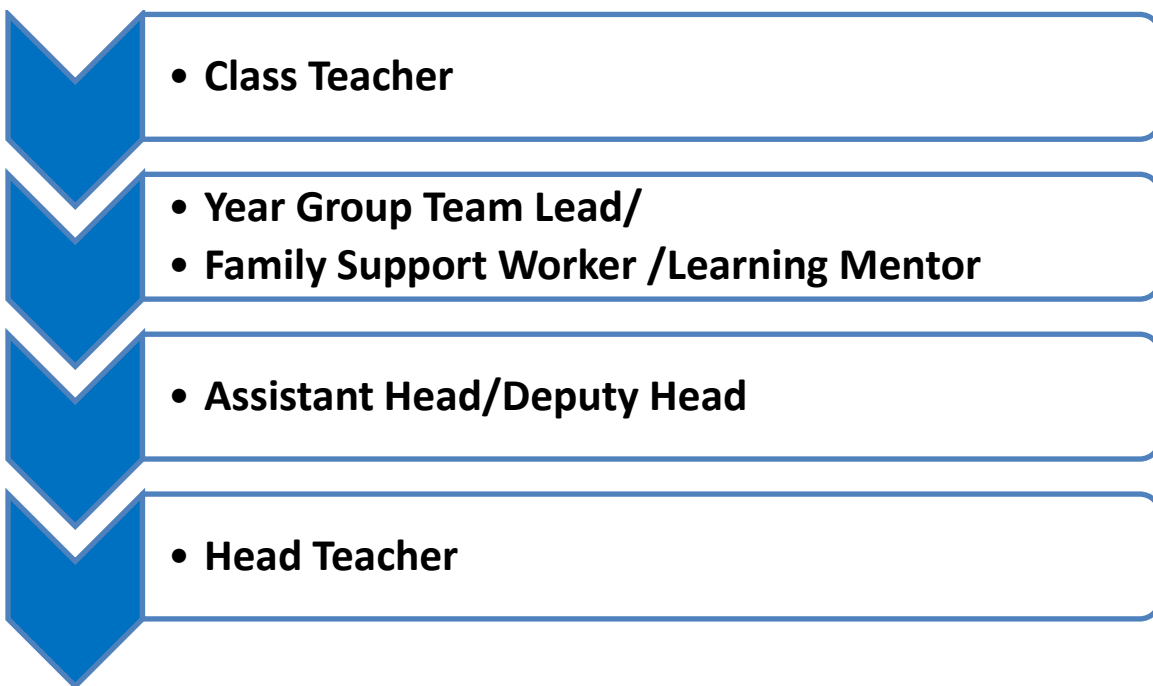 • Class Teacher
• Year Group Team Lead/
• Family Support Worker /Learning Mentor
• Assistant Head/Deputy Head
• Head Teacher